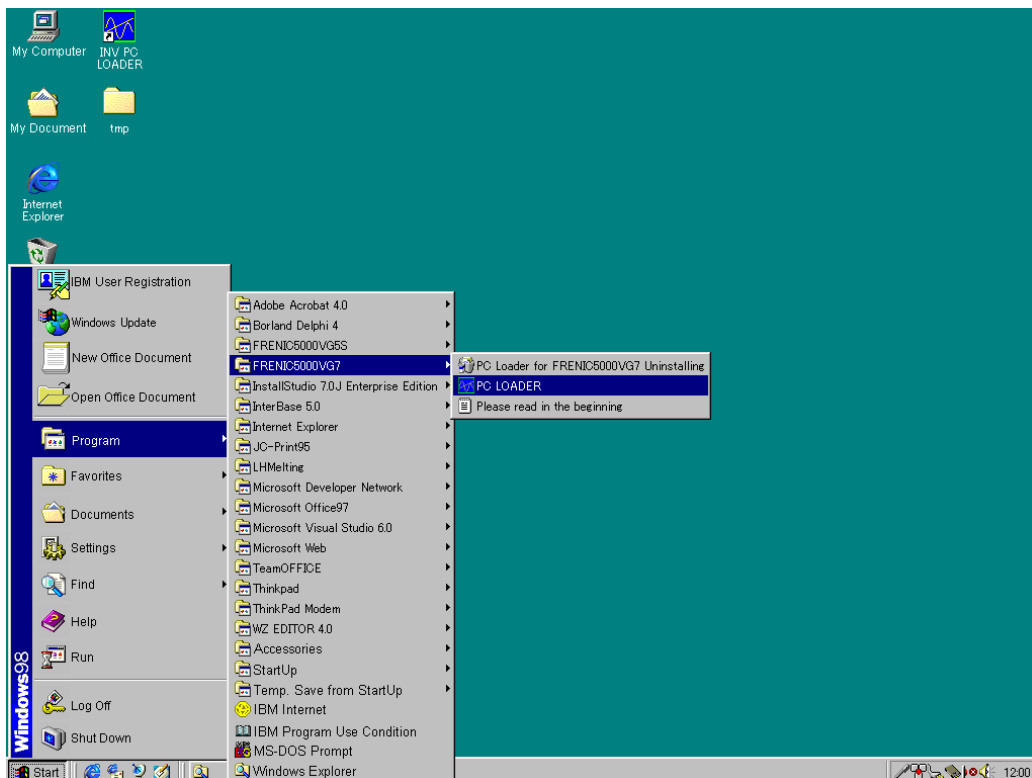 My Computer
INV PC
LOADER
My Document
tmp
Internet
Explorer
IBM User Registration
Windows Update
New Office Document
Open Office Document
Program
Favorites
Documents
Settings
Find
Help
Run
Log Off
Shut Down
Windows98
Adobe Acrobat 4.0
Borland Delphi 4
FRENIC5000VG5S
FRENIC5000VG7
InstallStudio 7.0J Enterprise Edition
InterBase 5.0
Internet Explorer
JC-Print95
LHMelting
Microsoft Developer Network
Microsoft Office97
Microsoft Visual Studio 6.0
Microsoft Web
TeamOFFICE
Thinkpad
ThinkPad Modem
WZ EDITOR 4.0
Accessories
StartUp
Temp. Save from StartUp
IBM Internet
IBM Program Use Condition
MS-DOS Prompt
Windows Explorer
PC Loader for FRENIC5000VG7 Uninstalling
PC LOADER
Please read in the beginning
Start
12:00